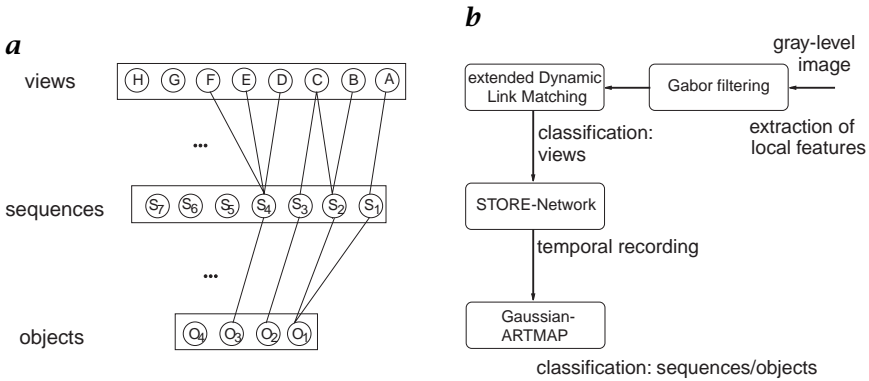 a
views
H G F E D C B A
...
sequences
S7 S6 S5 S4 S3 S2 S1
...
objects
O4 O3 O2 O1
b
gray-level
image
extended Dynamic
Link Matching
Gabor filtering
extraction of
local features
classification:
views
STORE-Network
temporal recording
Gaussian-
ARTMAP
classification: sequences/objects